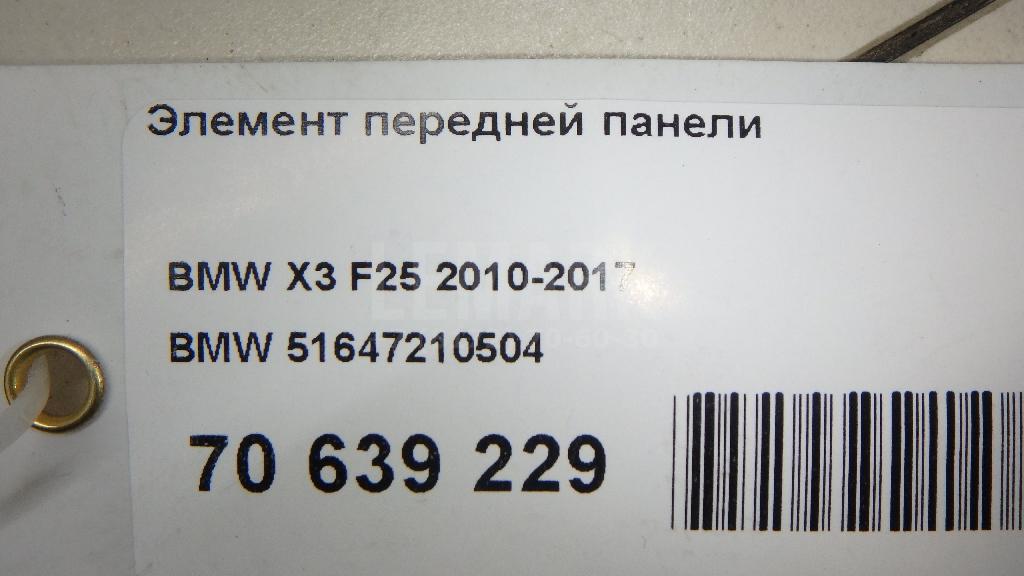 Элемент передней панели
BMW X3 F25 2010-2017
BMW 51647210504
70 639 229